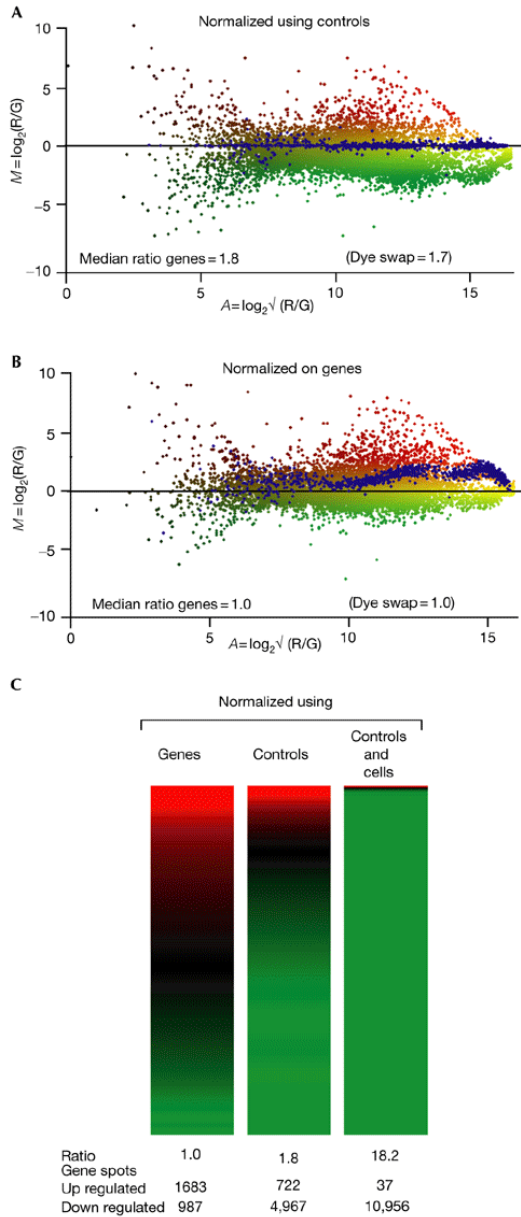 A
Normalized using controls
M=log2(R/G)
10
5
0
−5
−10
Median ratio genes=1.8
(Dye swap=1.7)
0
5
10
15
A=log2√ (R/G)
B
Normalized on genes
M=log2(R/G)
10
5
0
−5
−10
Median ratio genes=1.0
(Dye swap=1.0)
0
5
10
15
A=log2√ (R/G)
C
Normalized using
Genes
Controls
Controls
and
cells
Ratio 1.0 1.8 18.2
Gene spots
Up regulated 1683 722 37
Down regulated 987 4,967 10,956